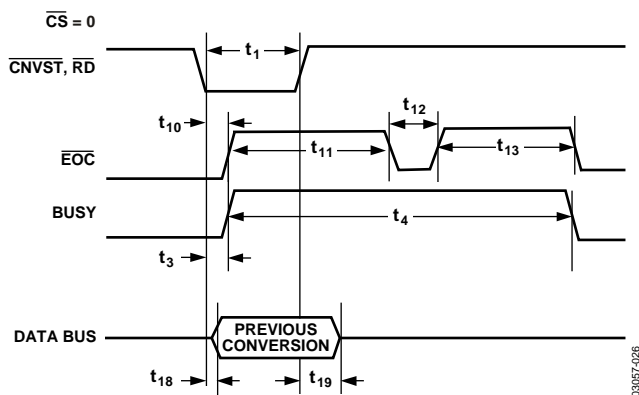 CS = 0
CNVST, RD
t1
t10
t12
EOC
t11
t13
BUSY
t4
t3
DATA BUS
PREVIOUS
CONVERSION
t18
t19
03057-026